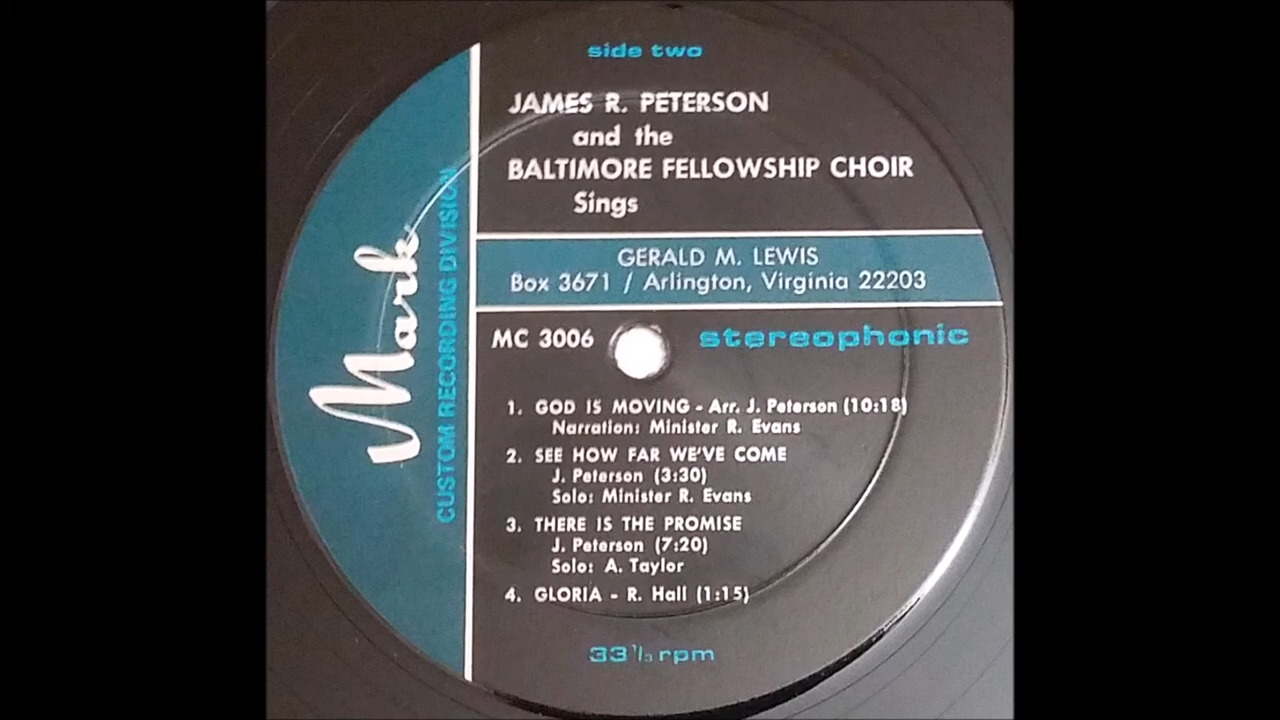 side two
JAMES R. PETERSON
and the
BALTIMORE FELLOWSHIP CHOIR
Sings
GERALD M. LEWIS
Box 3671 / Arlington, Virginia 22203
MC 3006
stereophonic
Mark
CUSTOM RECORDING DIVISION
1. GOD IS MOVING - Arr. J. Peterson (10:18)
Narration: Minister R. Evans
2. SEE HOW FAR WE'VE COME
J. Peterson (3:30)
Solo: Minister R. Evans
3. THERE IS THE PROMISE
J. Peterson (7:20)
Solo: A. Taylor
4. GLORIA - R. Hall (1:15)
33 1/3 rpm